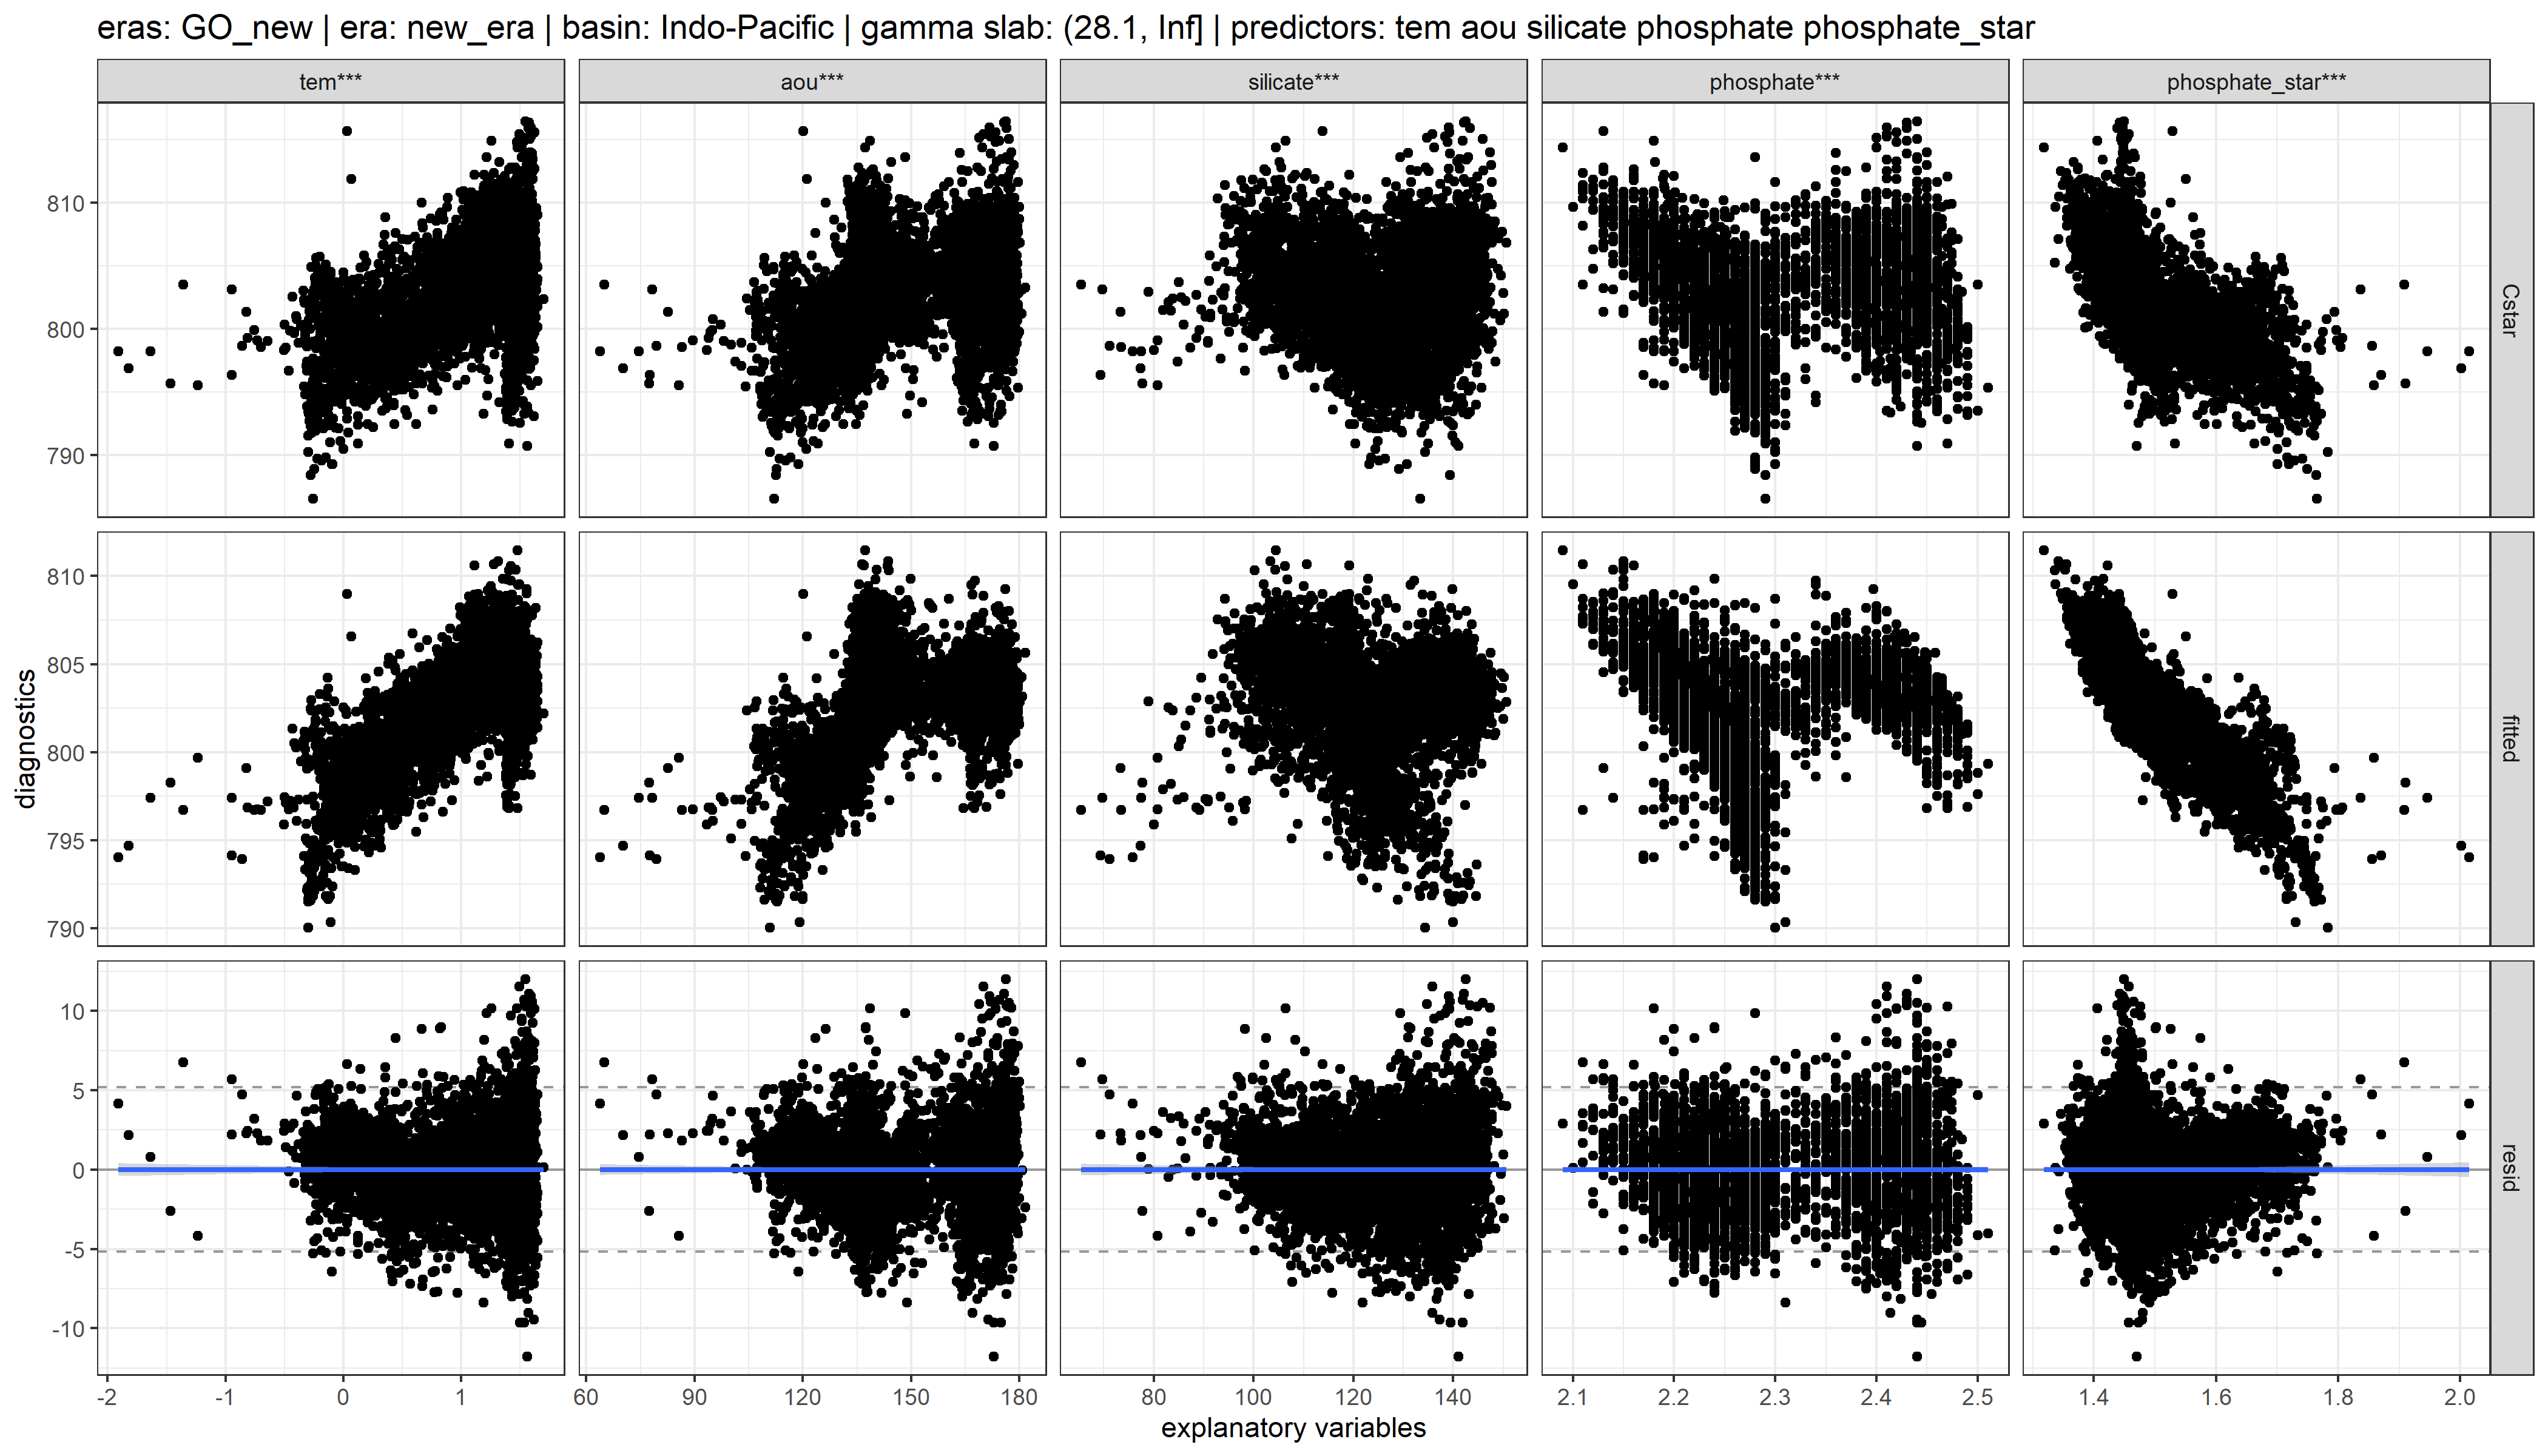 eras: GO_new | era: new_era | basin: Indo-Pacific | gamma slab: (28.1, Inf] | predictors: tem aou silicate phosphate phosphate_star
tem*** aou*** silicate*** phosphate*** phosphate_star***
810
800
790
Cstar
810
805
800
795
790
fitted
diagnostics
10
5
0
-5
-10
resid
-2 -1 0 1 60 90 120 150 180 80 100 120 140 2.1 2.2 2.3 2.4 2.5 1.4 1.6 1.8 2.0
explanatory variables